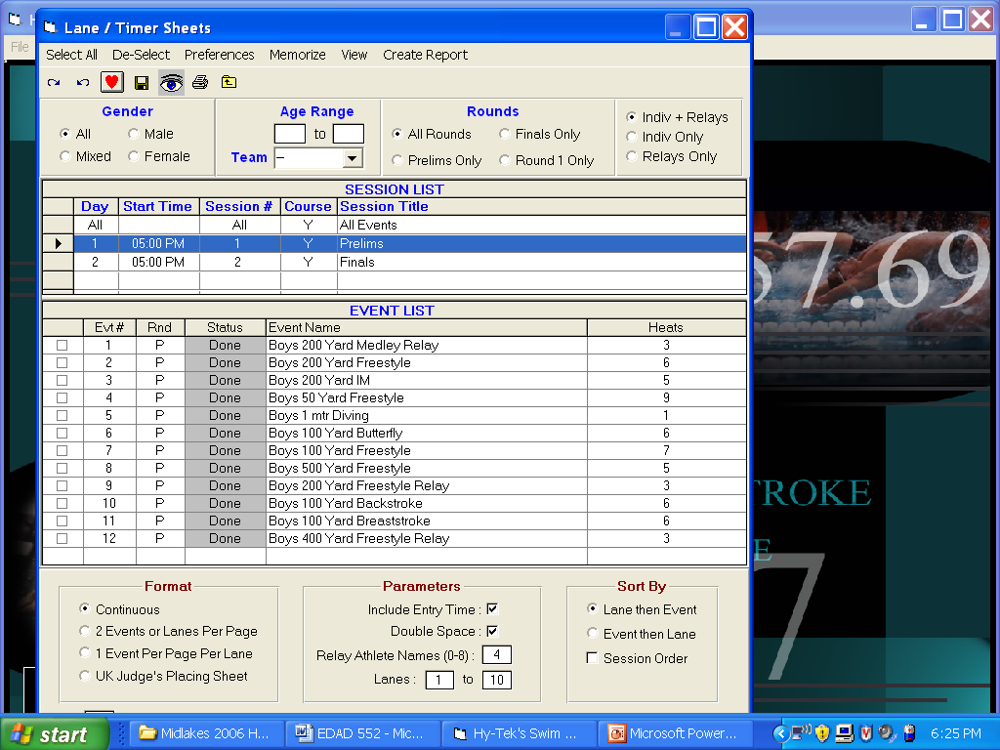 Lane / Timer Sheets
File
Select All De-Select Preferences Memorize View Create Report
Gender
All Male
Mixed Female
Age Range
to
Team –
Rounds
All Rounds Finals Only
Prelims Only Round 1 Only
Indiv + Relays
Indiv Only
Relays Only
SESSION LIST
Day Start Time Session # Course Session Title
All All Y All Events
1 05:00 PM 1 Y Prelims
2 05:00 PM 2 Y Finals
EVENT LIST
Evt # Rnd Status Event Name Heats
1 P Done Boys 200 Yard Medley Relay 3
2 P Done Boys 200 Yard Freestyle 6
3 P Done Boys 200 Yard IM 5
4 P Done Boys 50 Yard Freestyle 9
5 P Done Boys 1 mtr Diving 1
6 P Done Boys 100 Yard Butterfly 6
7 P Done Boys 100 Yard Freestyle 7
8 P Done Boys 500 Yard Freestyle 5
9 P Done Boys 200 Yard Freestyle Relay 3
10 P Done Boys 100 Yard Backstroke 6
11 P Done Boys 100 Yard Breaststroke 6
12 P Done Boys 400 Yard Freestyle Relay 3
57.69
TROKE
E
7
Format
Continuous
2 Events or Lanes Per Page
1 Event Per Page Per Lane
UK Judge's Placing Sheet
Parameters
Include Entry Time :
Double Space :
Relay Athlete Names (0-8) : 4
Lanes : 1 to 10
Sort By
Lane then Event
Event then Lane
Session Order
start Midlakes 2006 H... EDAD 552 - Mic... Hy-Tek's Swim ... Microsoft Power... 6:25 PM